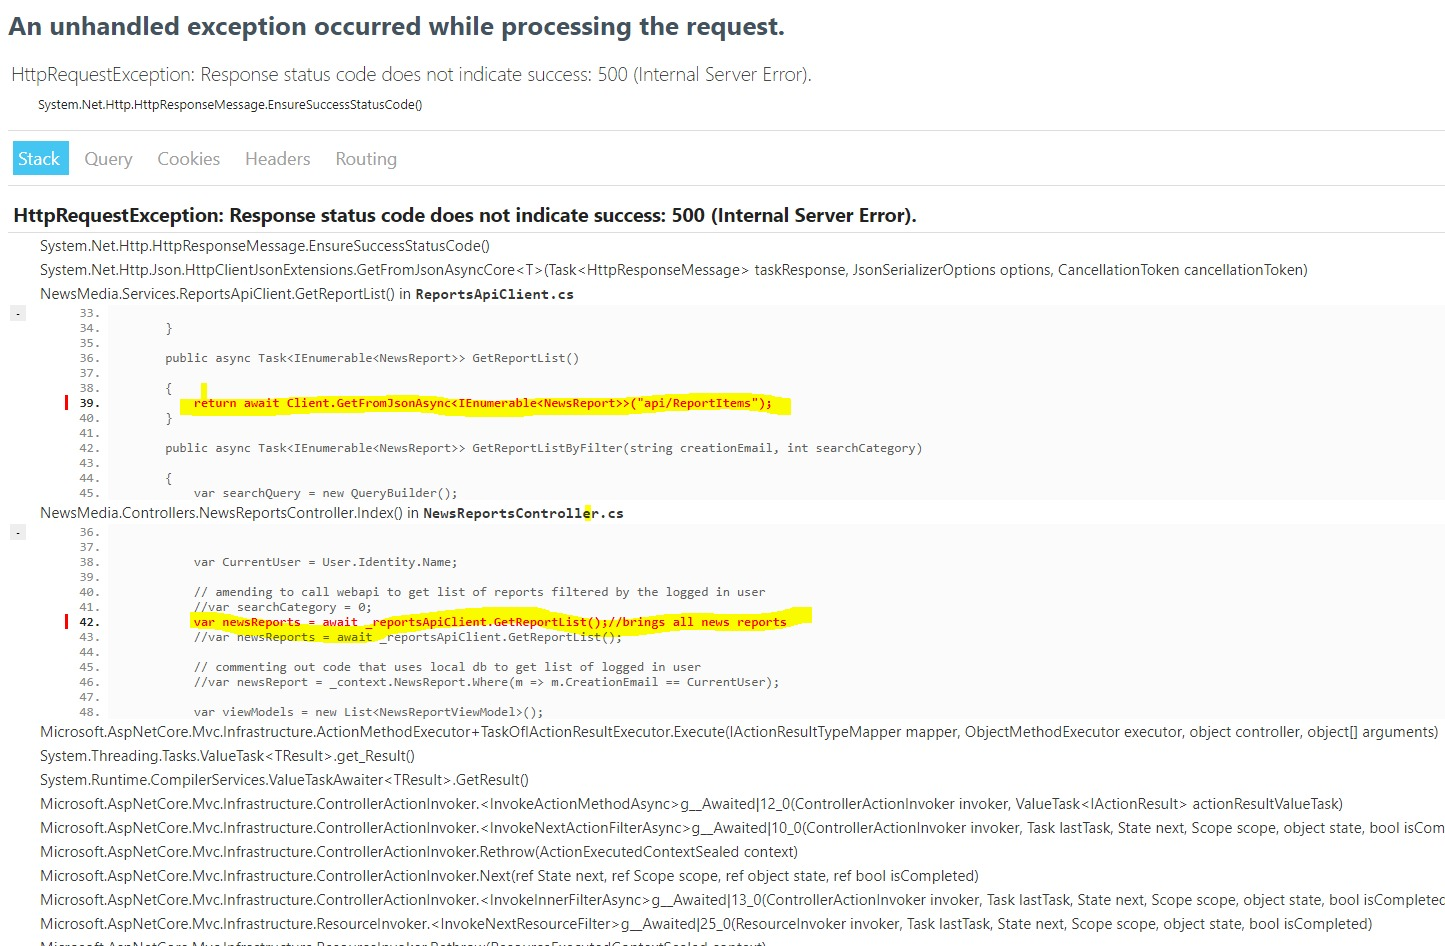 An unhandled exception occurred while processing the request.
HttpRequestException: Response status code does not indicate success: 500 (Internal Server Error).
System.Net.Http.HttpResponseMessage.EnsureSuccessStatusCode()
Stack Query Cookies Headers Routing
HttpRequestException: Response status code does not indicate success: 500 (Internal Server Error).
System.Net.Http.HttpResponseMessage.EnsureSuccessStatusCode()
System.Net.Http.Json.HttpClientJsonExtensions.GetFromJsonAsyncCore<T>(Task<HttpResponseMessage> taskResponse, JsonSerializerOptions options, CancellationToken cancellationToken)
NewsMedia.Services.ReportsApiClient.GetReportList() in ReportsApiClient.cs
- 33.
34. }
35.
36. public async Task<IEnumerable<NewsReport>> GetReportList()
37.
38. {
39. return await Client.GetFromJsonAsync<IEnumerable<NewsReport>>("api/ReportItems");
40. }
41.
42. public async Task<IEnumerable<NewsReport>> GetReportListByFilter(string creationEmail, int searchCategory)
43.
44. {
45. var searchQuery = new QueryBuilder();
NewsMedia.Controllers.NewsReportsController.Index() in NewsReportsController.cs
- 36.
37.
38. var CurrentUser = User.Identity.Name;
39.
40. // amending to call webapi to get list of reports filtered by the logged in user
41. //var searchCategory = 0;
42. var newsReports = await _reportsApiClient.GetReportList();//brings all news reports
43. //var newsReports = await _reportsApiClient.GetReportList();
44.
45. // commenting out code that uses local db to get list of logged in user
46. //var newsReport = _context.NewsReport.Where(m => m.CreationEmail == CurrentUser);
47.
48. var viewModels = new List<NewsReportViewModel>();
Microsoft.AspNetCore.Mvc.Infrastructure.ActionMethodExecutor+TaskOfIActionResultExecutor.Execute(IActionResultTypeMapper mapper, ObjectMethodExecutor executor, object controller, object[] arguments)
System.Threading.Tasks.ValueTask<TResult>.get_Result()
System.Runtime.CompilerServices.ValueTaskAwaiter<TResult>.GetResult()
Microsoft.AspNetCore.Mvc.Infrastructure.ControllerActionInvoker.<InvokeActionMethodAsync>g__Awaited|12_0(ControllerActionInvoker invoker, ValueTask<IActionResult> actionResultValueTask)
Microsoft.AspNetCore.Mvc.Infrastructure.ControllerActionInvoker.<InvokeNextActionFilterAsync>g__Awaited|10_0(ControllerActionInvoker invoker, Task lastTask, State next, Scope scope, object state, bool isCom
Microsoft.AspNetCore.Mvc.Infrastructure.ControllerActionInvoker.Rethrow(ActionExecutedContextSealed context)
Microsoft.AspNetCore.Mvc.Infrastructure.ControllerActionInvoker.Next(ref State next, ref Scope scope, ref object state, ref bool isCompleted)
Microsoft.AspNetCore.Mvc.Infrastructure.ControllerActionInvoker.<InvokeInnerFilterAsync>g__Awaited|13_0(ControllerActionInvoker invoker, Task lastTask, State next, Scope scope, object state, bool isCompleted
Microsoft.AspNetCore.Mvc.Infrastructure.ResourceInvoker.<InvokeNextResourceFilter>g__Awaited|25_0(ResourceInvoker invoker, Task lastTask, State next, Scope scope, object state, bool isCompleted)
Microsoft.AspNetCore.Mvc.Infrastructure.ResourceInvoker.Rethrow(ResourceExecutedContextSealed context)